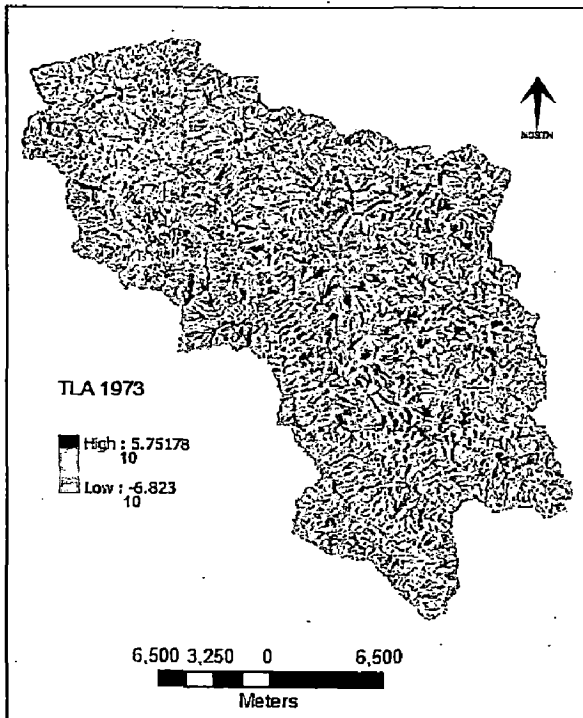 NORTH
TLA 1973
High : 5.75178
10
Low : -6.823
10
6,500 3,250 0 6,500
Meters